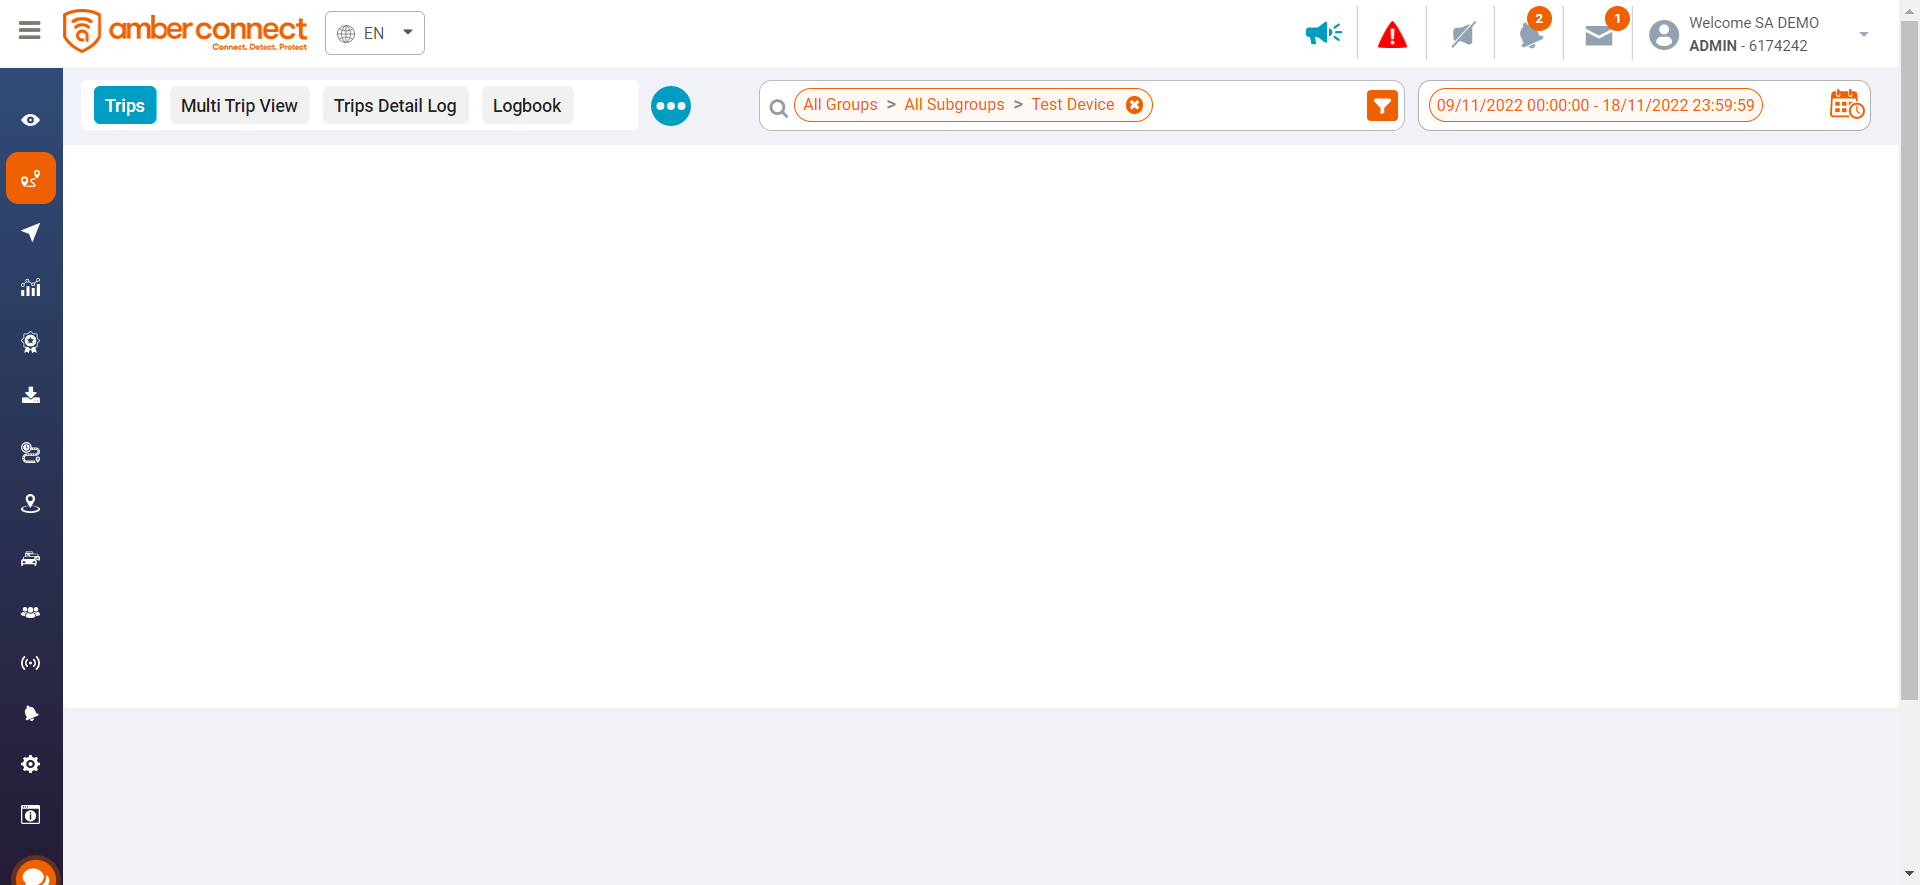 amber connect
Connect. Detect. Protect
EN
2
1
Welcome SA DEMO
ADMIN - 6174242
Trips
Multi Trip View
Trips Detail Log
Logbook
All Groups > All Subgroups > Test Device
09/11/2022 00:00:00 - 18/11/2022 23:59:59